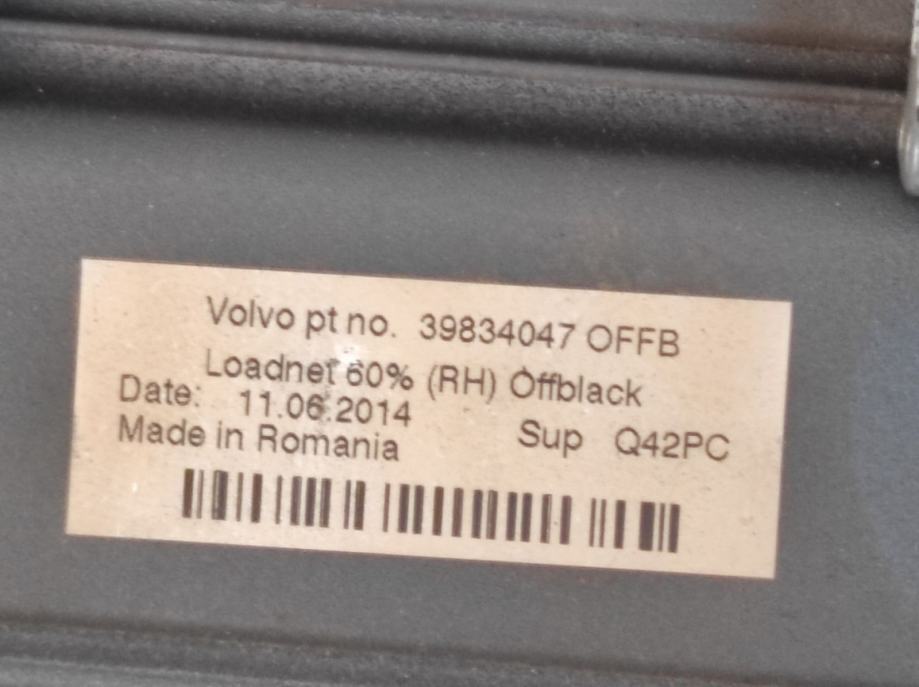 Volvo pt no. 39834047 OFFB
Loadnet 60% (RH) Offblack
Date: 11.06.2014
Made in Romania Sup Q42PC